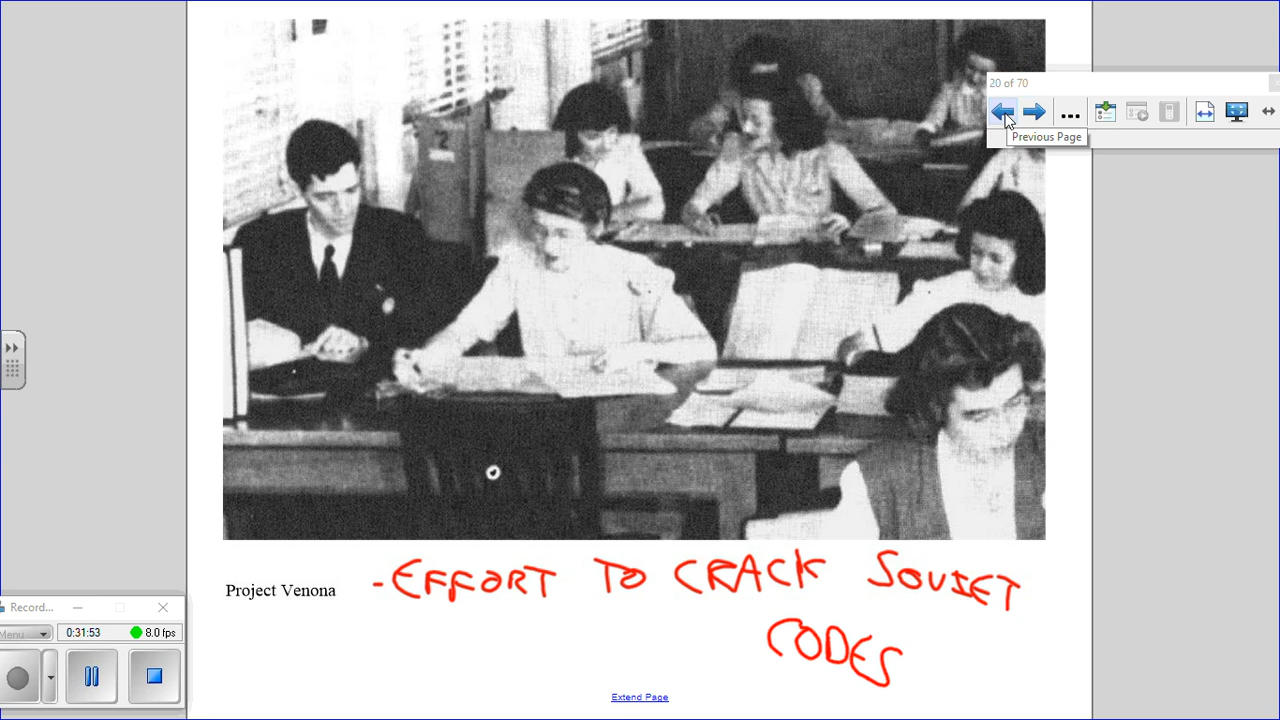 20 of 70
...
Previous Page
Project Venona
-EFFORT TO CRACK SOVIET
CODES
Record...
Menu
0:31:53
8.0 fps
Extend Page